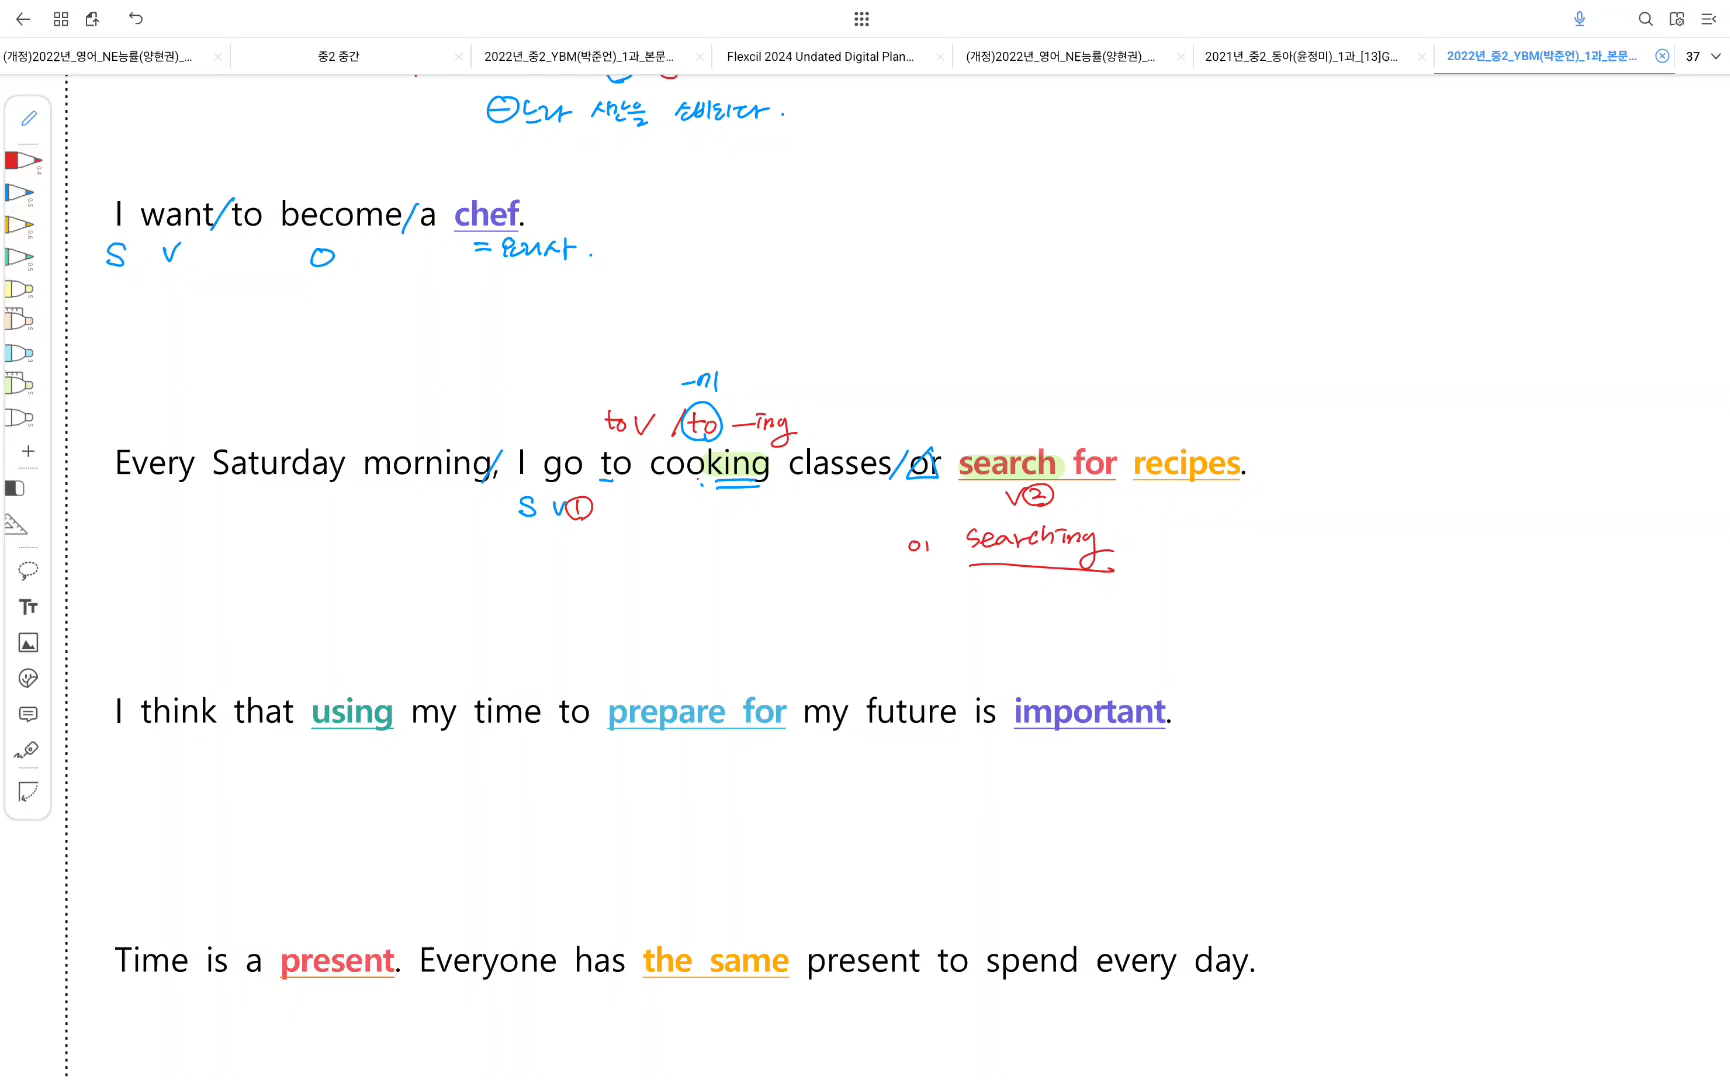 (개정)2022년_영어_NE능률(양현권)_...
중2 중간
2022년_중2_YBM(박준언)_1과_본문...
Flexcil 2024 Undated Digital Plan...
(개정)2022년_영어_NE능률(양현권)_...
2021년_중2_동아(윤정미)_1과_[13]G...
2022년_중2_YBM(박준언)_1과_본문...
37
느라 시간을 소비하다.
I want/to become/a chef.
S V O = 요리사.
-에
to V /to -ing
Every Saturday morning,/ I go to cooking classes/or search for recipes.
S V① V②
searching
I think that using my time to prepare for my future is important.
Time is a present. Everyone has the same present to spend every day.
Tт